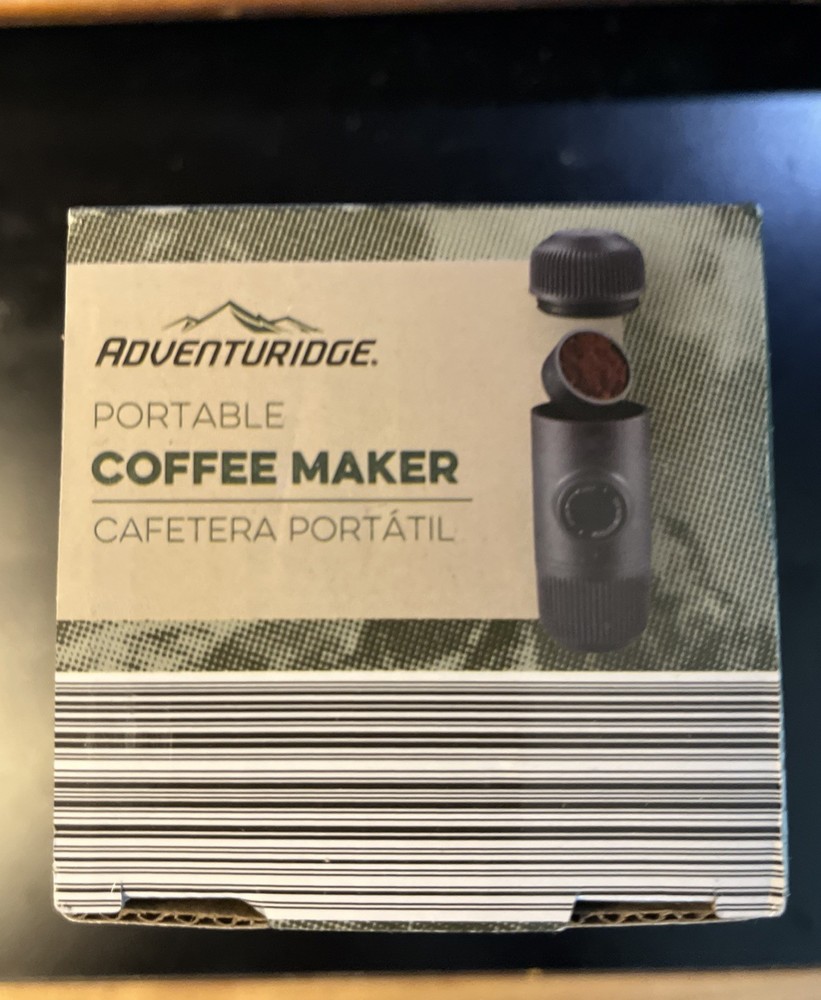 ADVENTURIDGE.
PORTABLE
COFFEE MAKER
CAFETERA PORTÁTIL